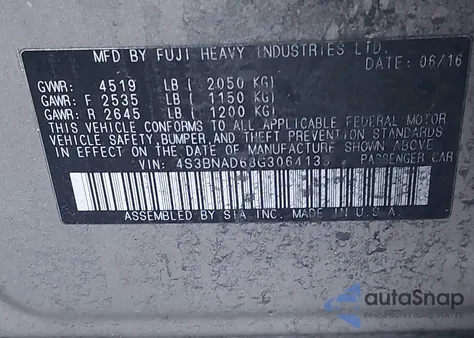 MFD BY FUJI HEAVY INDUSTRIES LTD.
DATE: 06/16
GVWR: 4519 LB ( 2050 KG)
GAWR: F 2535 LB ( 1150 KG)
GAWR: R 2645 LB ( 1200 KG)
THIS VEHICLE CONFORMS TO ALL APPLICABLE FEDERAL MOTOR
VEHICLE SAFETY, BUMPER, AND THEFT PREVENTION STANDARDS
IN EFFECT ON THE DATE OF MANUFACTURE SHOWN ABOVE
VIN: 4S3BNAD63G3064133 PASSENGER CAR
ASSEMBLED BY SIA INC. MADE IN U.S.A.
autoSnap